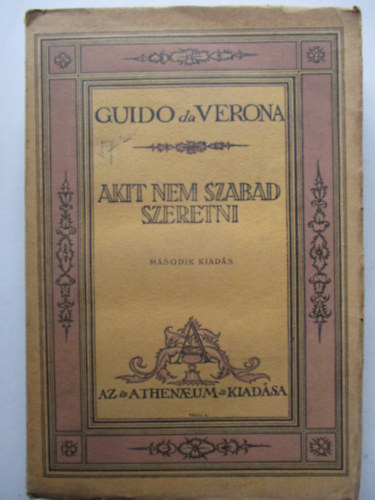 GUIDO da VERONA
AKIT NEM SZABAD
SZERETNI
MÁSODIK KIADÁS
A
AZ ATHENÆUM KIADÁSA